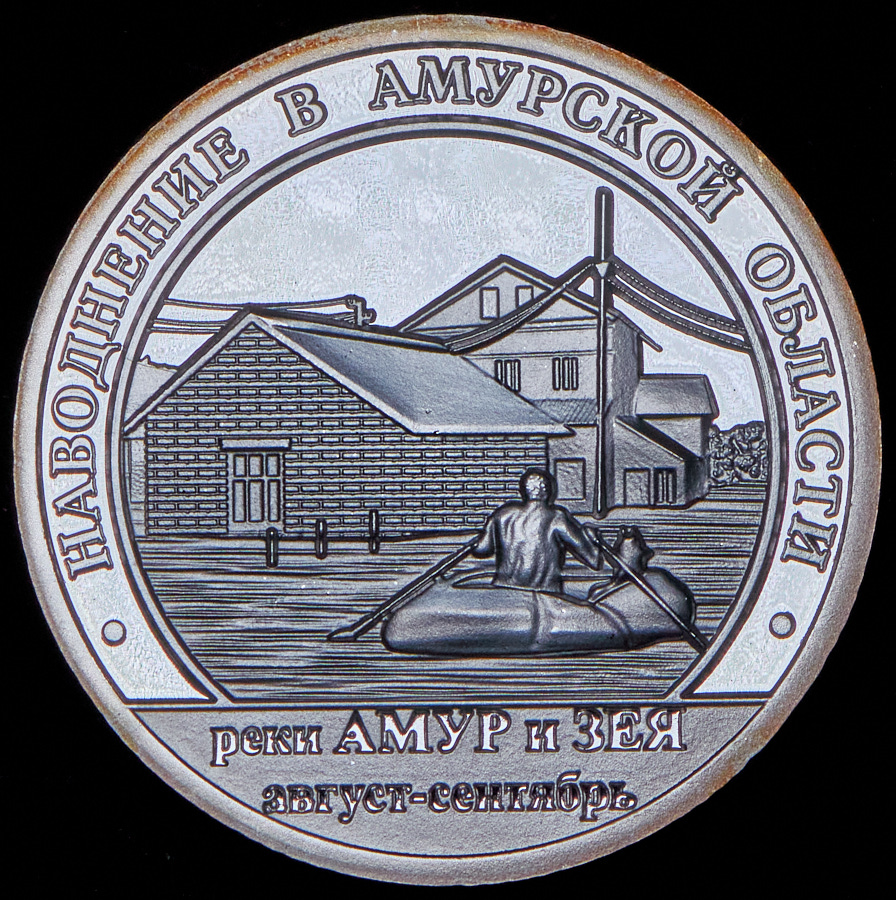 НАВОДНЕНИЕ В АМУРСКОЙ ОБЛАСТИ
реки АМУР и ЗЕЯ
август-сентябрь